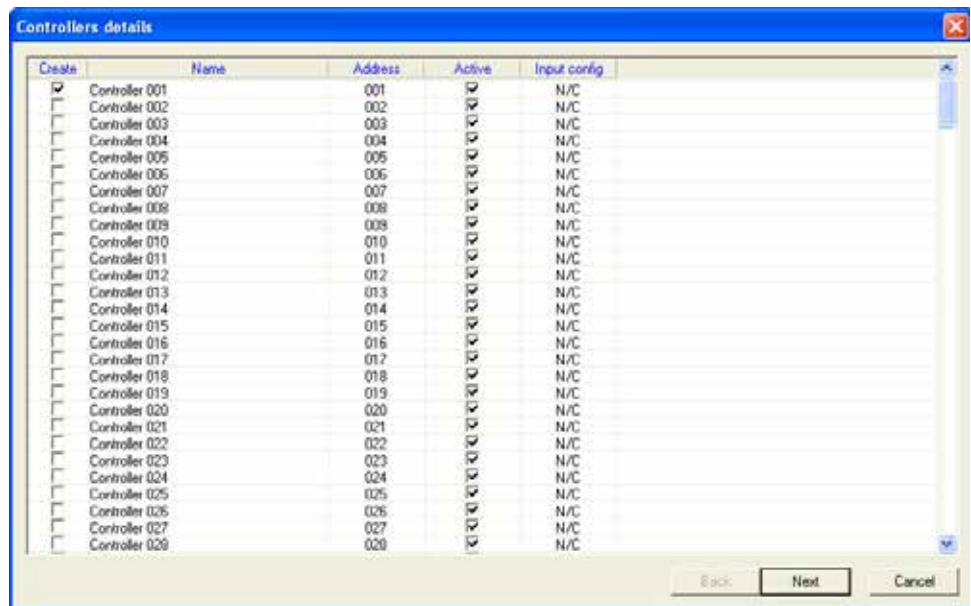 Controllers details
Create Name Address Active Input config
Controller 001 001 N/C
Controller 002 002 N/C
Controller 003 003 N/C
Controller 004 004 N/C
Controller 005 005 N/C
Controller 006 006 N/C
Controller 007 007 N/C
Controller 008 008 N/C
Controller 009 009 N/C
Controller 010 010 N/C
Controller 011 011 N/C
Controller 012 012 N/C
Controller 013 013 N/C
Controller 014 014 N/C
Controller 015 015 N/C
Controller 016 016 N/C
Controller 017 017 N/C
Controller 018 018 N/C
Controller 019 019 N/C
Controller 020 020 N/C
Controller 021 021 N/C
Controller 022 022 N/C
Controller 023 023 N/C
Controller 024 024 N/C
Controller 025 025 N/C
Controller 026 026 N/C
Controller 027 027 N/C
Controller 028 028 N/C
Back Next Cancel